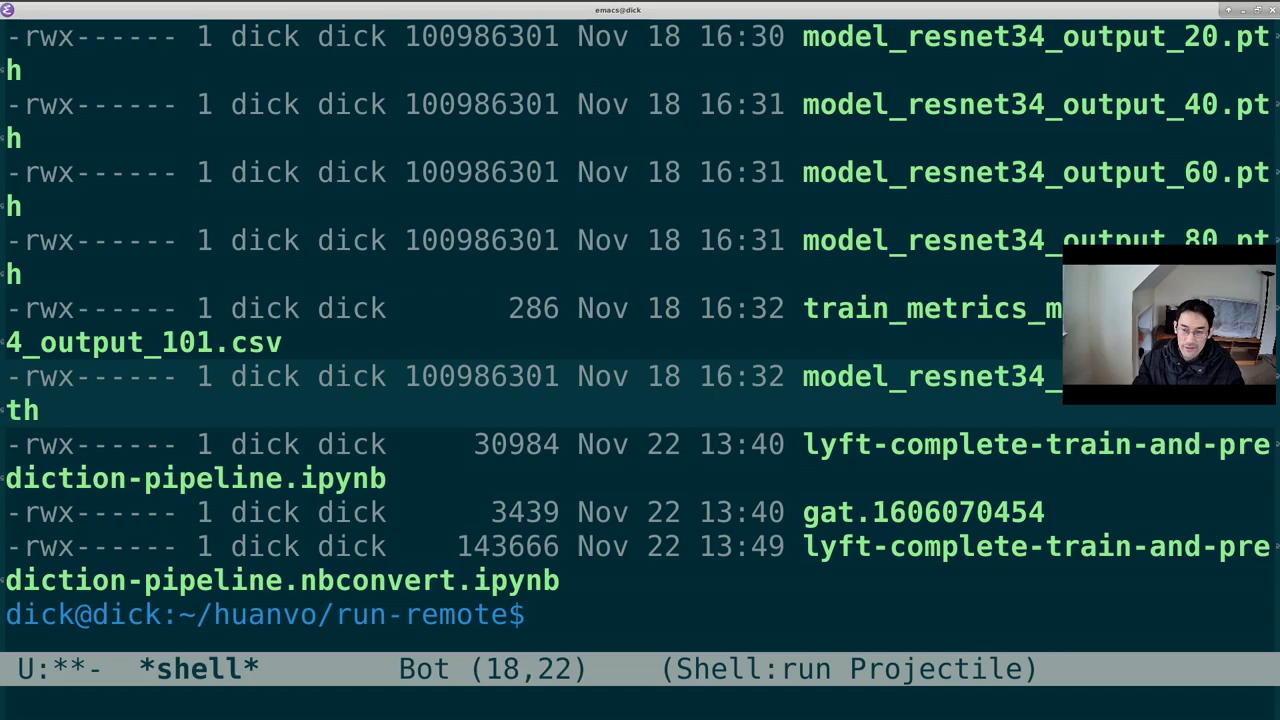 emacs@dick
-rwx------ 1 dick dick 100986301 Nov 18 16:30 model_resnet34_output_20.pt
h
-rwx------ 1 dick dick 100986301 Nov 18 16:31 model_resnet34_output_40.pt
h
-rwx------ 1 dick dick 100986301 Nov 18 16:31 model_resnet34_output_60.pt
h
-rwx------ 1 dick dick 100986301 Nov 18 16:31 model_resnet34_output_80.pt
h
-rwx------ 1 dick dick 286 Nov 18 16:32 train_metrics_m
4_output_101.csv
-rwx------ 1 dick dick 100986301 Nov 18 16:32 model_resnet34_
th
-rwx------ 1 dick dick 30984 Nov 22 13:40 lyft-complete-train-and-pre
diction-pipeline.ipynb
-rwx------ 1 dick dick 3439 Nov 22 13:40 gat.1606070454
-rwx------ 1 dick dick 143666 Nov 22 13:49 lyft-complete-train-and-pre
diction-pipeline.nbconvert.ipynb
dick@dick:~/huanvo/run-remote$
U:**- *shell* Bot (18,22) (Shell:run Projectile)